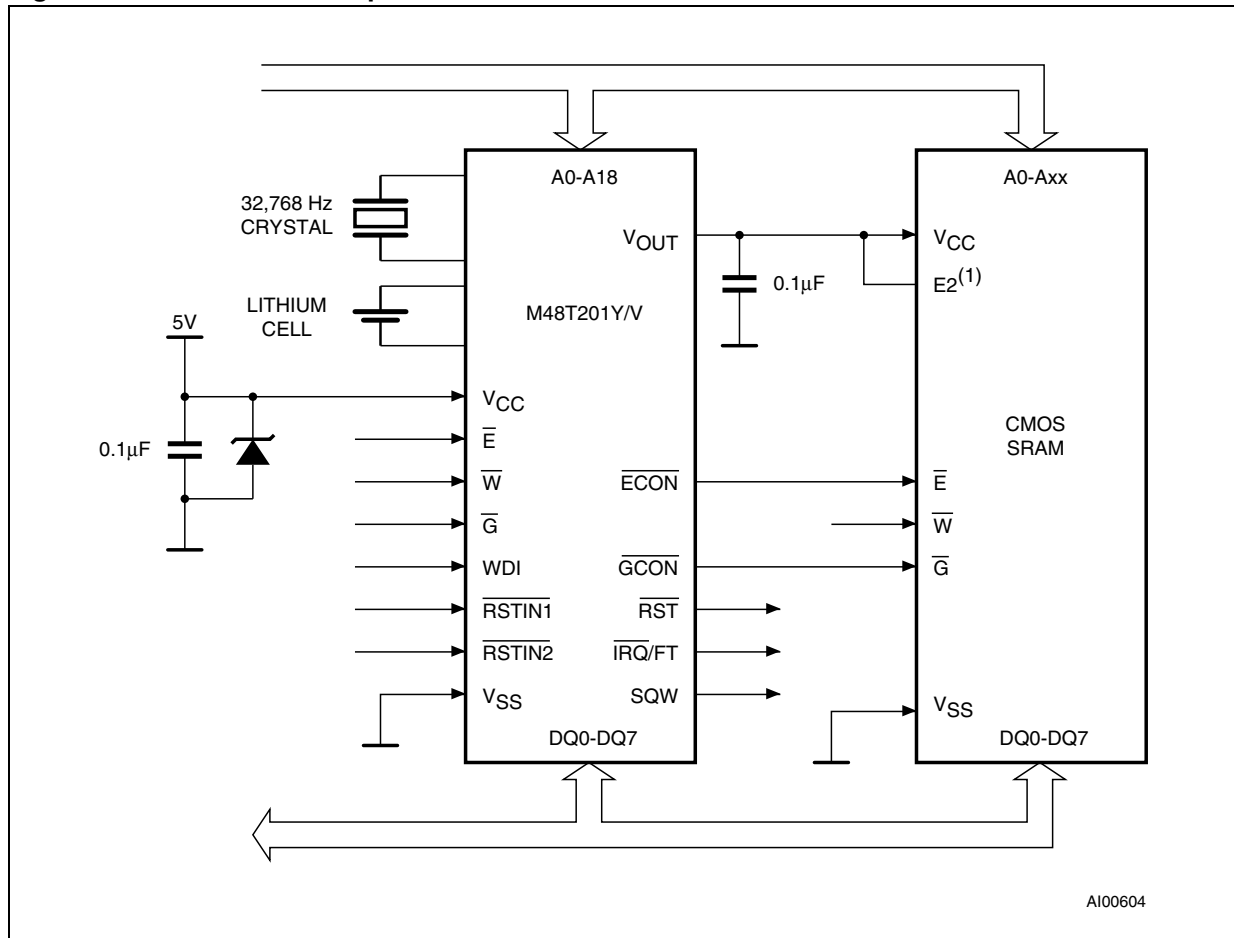 A0-A18
A0-Axx
32,768 Hz
CRYSTAL
VOUT
VCC
E2(1)
0.1µF
M48T201Y/V
LITHIUM
CELL
5V
VCC
0.1µF
E
CMOS
SRAM
W
ECON
E
G
W
WDI
GCON
G
RSTIN1
RST
RSTIN2
IRQ/FT
VSS
SQW
VSS
DQ0-DQ7
DQ0-DQ7
AI00604